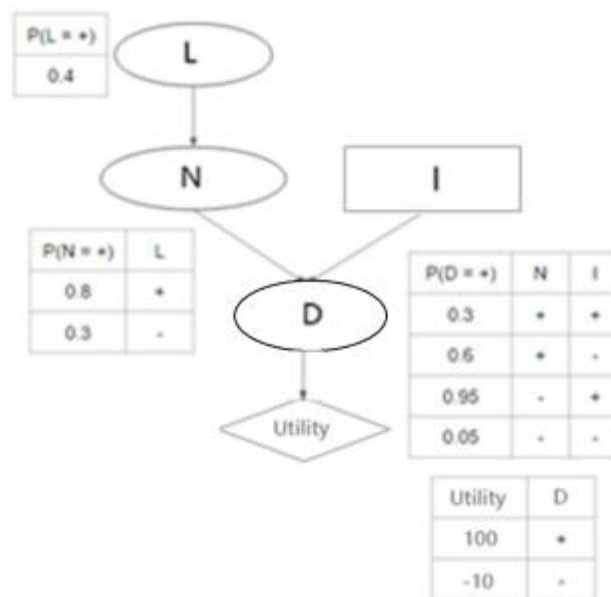 P(L = +)
0.4
L
N
I
P(N = +) L
0.8 +
0.3 -
D
P(D = +) N I
0.3 + +
0.6 + -
0.95 - +
0.05 - -
Utility
Utility D
100 +
-10 -